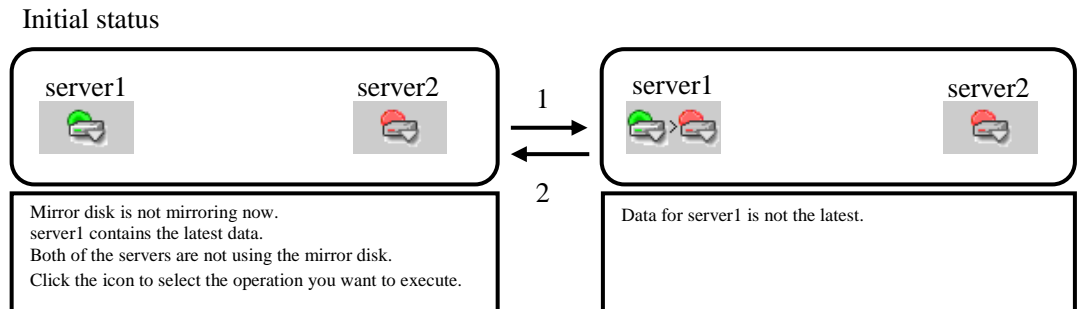 Initial status
server1
server2
1
server1
server2
2
Mirror disk is not mirroring now.
server1 contains the latest data.
Both of the servers are not using the mirror disk.
Click the icon to select the operation you want to execute.
Data for server1 is not the latest.